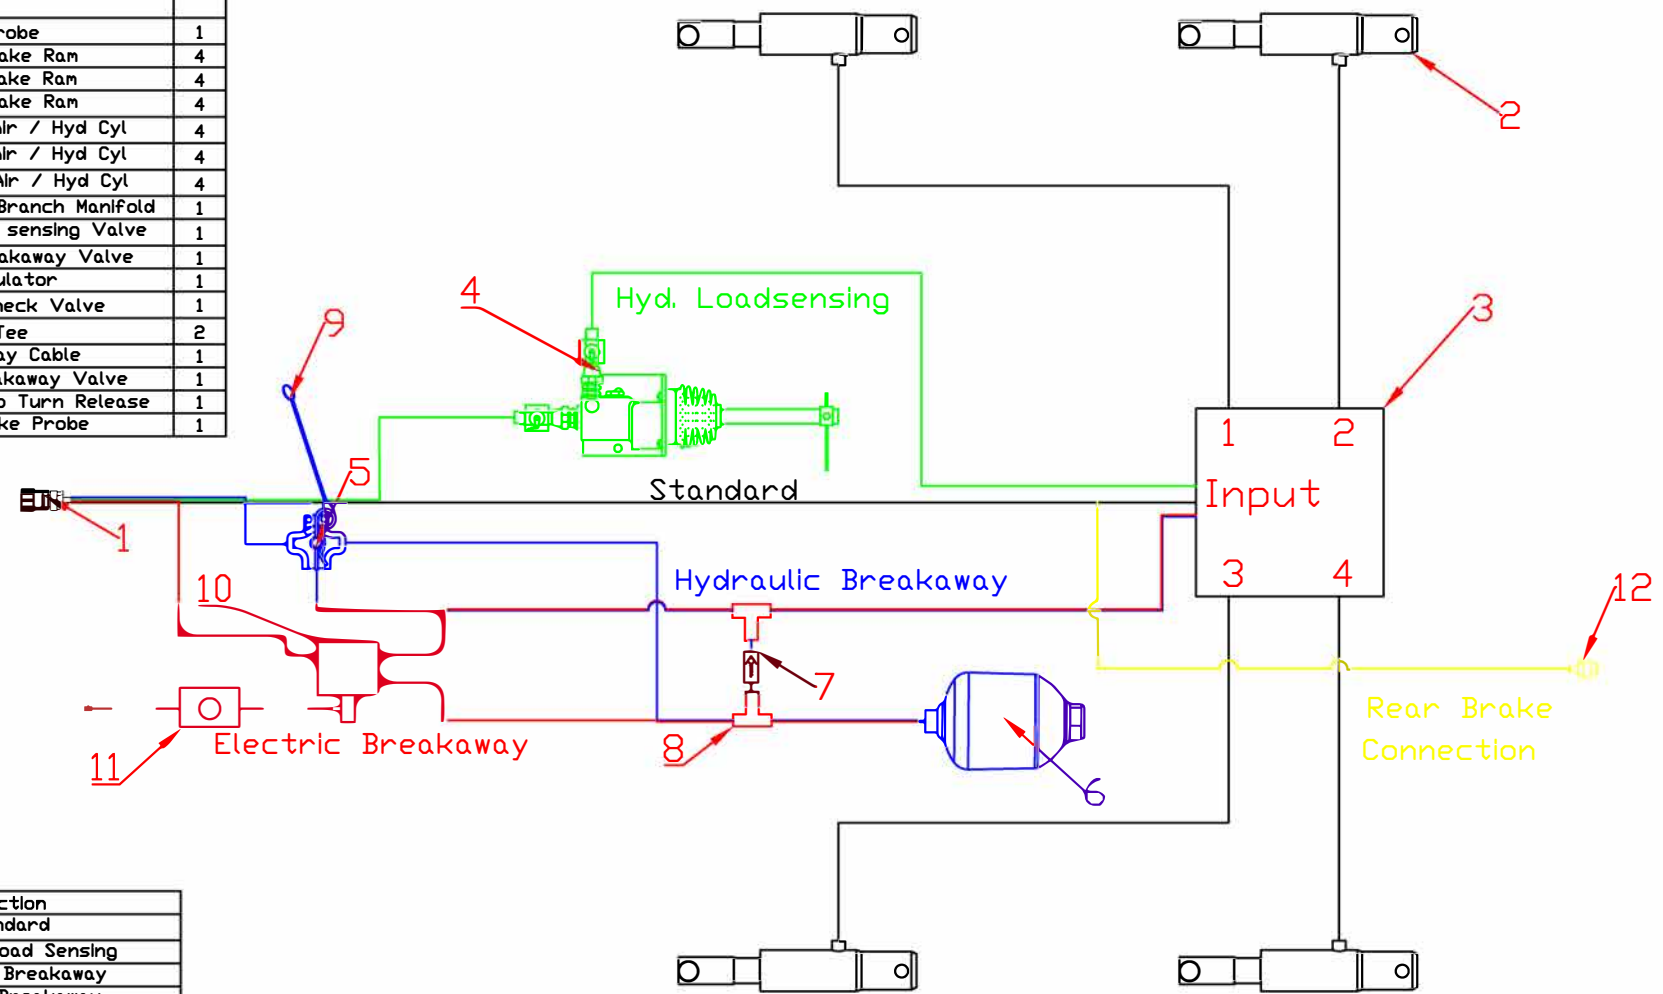 robe 1
ake Ram 4
ake Ram 4
ake Ram 4
Air / Hyd Cyl 4
Air / Hyd Cyl 4
Air / Hyd Cyl 4
Branch Manifold 1
sensing Valve 1
akaway Valve 1
ulator 1
heck Valve 1
Tee 2
ay Cable 1
akaway Valve 1
o Turn Release 1
ke Probe 1
2
4
Hyd. Loadsensing
3
9
1 2
5
Standard
Input
1
Hydraulic Breakaway
3 4
10
12
7
Rear Brake
Connection
Electric Breakaway
8
11
6
ction
ndard
oad Sensing
Breakaway
Breakaway